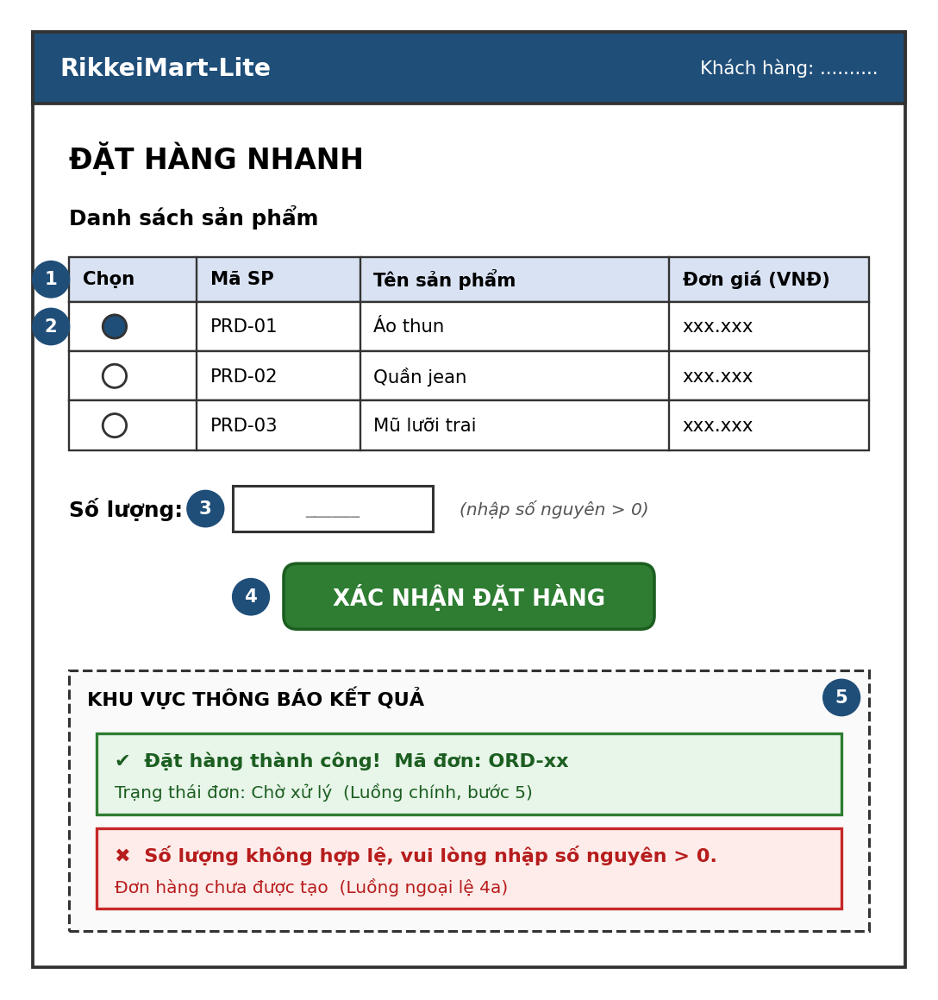 RikkeiMart-Lite Khách hàng: ..........
ĐẶT HÀNG NHANH
Danh sách sản phẩm
1 Chọn Mã SP Tên sản phẩm Đơn giá (VNĐ)
2 PRD-01 Áo thun xxx.xxx
PRD-02 Quần jean xxx.xxx
PRD-03 Mũ lưỡi trai xxx.xxx
Số lượng: 3 ______ (nhập số nguyên > 0)
4 XÁC NHẬN ĐẶT HÀNG
KHU VỰC THÔNG BÁO KẾT QUẢ 5
✔ Đặt hàng thành công! Mã đơn: ORD-xx
Trạng thái đơn: Chờ xử lý (Luồng chính, bước 5)
✖ Số lượng không hợp lệ, vui lòng nhập số nguyên > 0.
Đơn hàng chưa được tạo (Luồng ngoại lệ 4a)